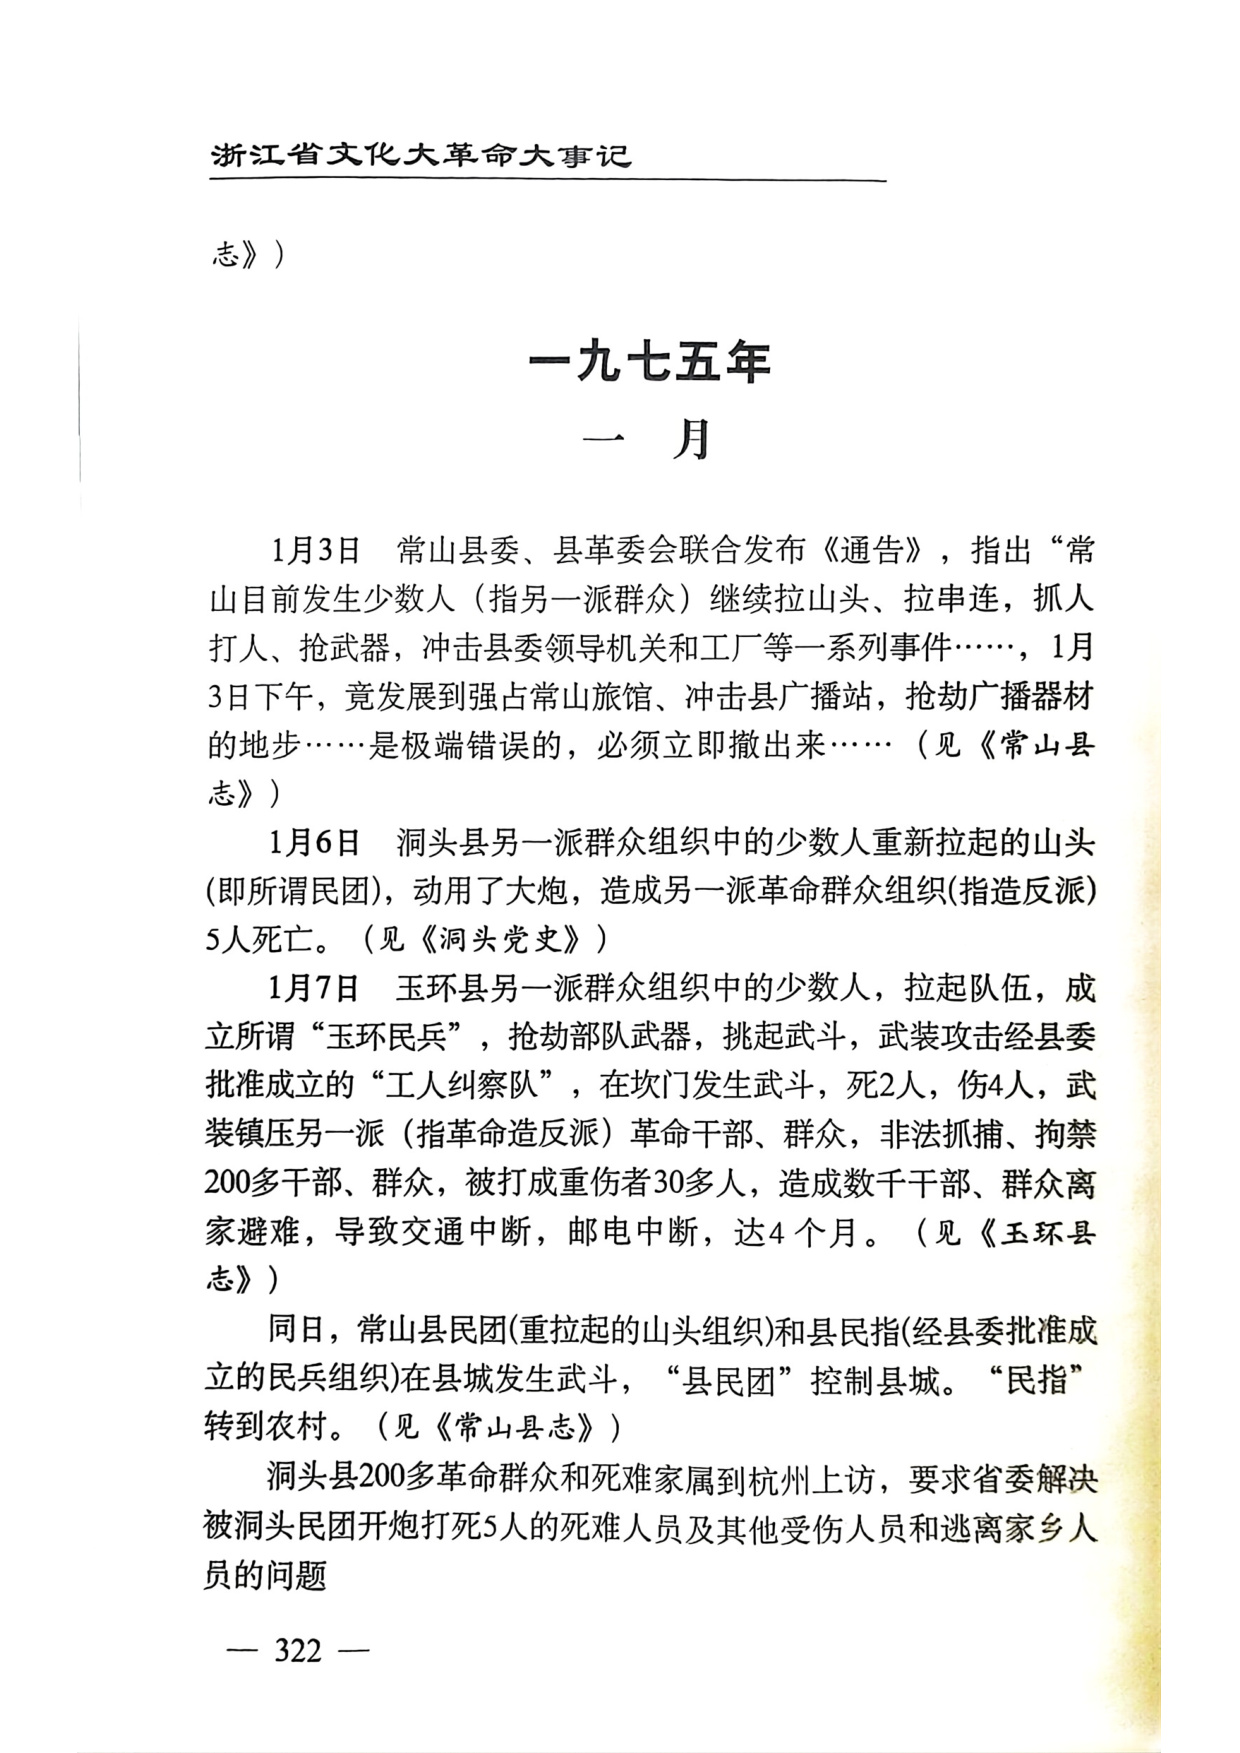 浙江省文化大革命大事记
志》）
一九七五年
一　月
1月3日　常山县委、县革委会联合发布《通告》，指出“常
山目前发生少数人（指另一派群众）继续拉山头、拉串连，抓人
打人、抢武器，冲击县委领导机关和工厂等一系列事件……，1月
3日下午，竟发展到强占常山旅馆、冲击县广播站，抢劫广播器材
的地步……是极端错误的，必须立即撤出来……（见《常山县
志》）
1月6日　洞头县另一派群众组织中的少数人重新拉起的山头
(即所谓民团)，动用了大炮，造成另一派革命群众组织(指造反派)
5人死亡。（见《洞头党史》）
1月7日　玉环县另一派群众组织中的少数人，拉起队伍，成
立所谓“玉环民兵”，抢劫部队武器，挑起武斗，武装攻击经县委
批准成立的“工人纠察队”，在坎门发生武斗，死2人，伤4人，武
装镇压另一派（指革命造反派）革命干部、群众，非法抓捕、拘禁
200多干部、群众，被打成重伤者30多人，造成数千干部、群众离
家避难，导致交通中断，邮电中断，达4个月。（见《玉环县
志》）
同日，常山县民团(重拉起的山头组织)和县民指(经县委批准成
立的民兵组织)在县城发生武斗，“县民团”控制县城。“民指”
转到农村。（见《常山县志》）
洞头县200多革命群众和死难家属到杭州上访，要求省委解决
被洞头民团开炮打死5人的死难人员及其他受伤人员和逃离家乡人
员的问题
— 322 —